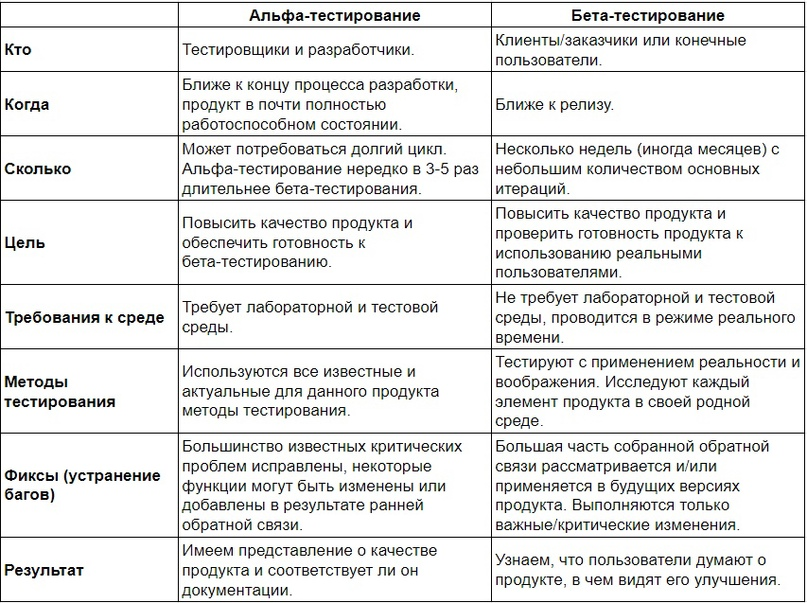 Альфа-тестирование
Бета-тестирование
Кто
Тестировщики и разработчики.
Клиенты/заказчики или конечные
пользователи.
Когда
Ближе к концу процесса разработки,
продукт в почти полностью
работоспособном состоянии.
Ближе к релизу.
Сколько
Может потребоваться долгий цикл.
Альфа-тестирование нередко в 3-5 раз
длительнее бета-тестирования.
Несколько недель (иногда месяцев) с
небольшим количеством основных
итераций.
Цель
Повысить качество продукта и
обеспечить готовность к
бета-тестированию.
Повысить качество продукта и
проверить готовность продукта к
использованию реальными
пользователями.
Требования к среде
Требует лабораторной и тестовой
среды.
Не требует лабораторной и тестовой
среды, проводится в режиме реального
времени.
Методы
тестирования
Используются все известные и
актуальные для данного продукта
методы тестирования.
Тестируют с применением реальности и
воображения. Исследуют каждый
элемент продукта в своей родной
среде.
Фиксы (устранение
багов)
Большинство известных критических
проблем исправлены, некоторые
функции могут быть изменены или
добавлены в результате ранней
обратной связи.
Большая часть собранной обратной
связи рассматривается и/или
применяется в будущих версиях
продукта. Выполняются только
важные/критические изменения.
Результат
Имеем представление о качестве
продукта и соответствует ли он
документации.
Узнаем, что пользователи думают о
продукте, в чем видят его улучшения.